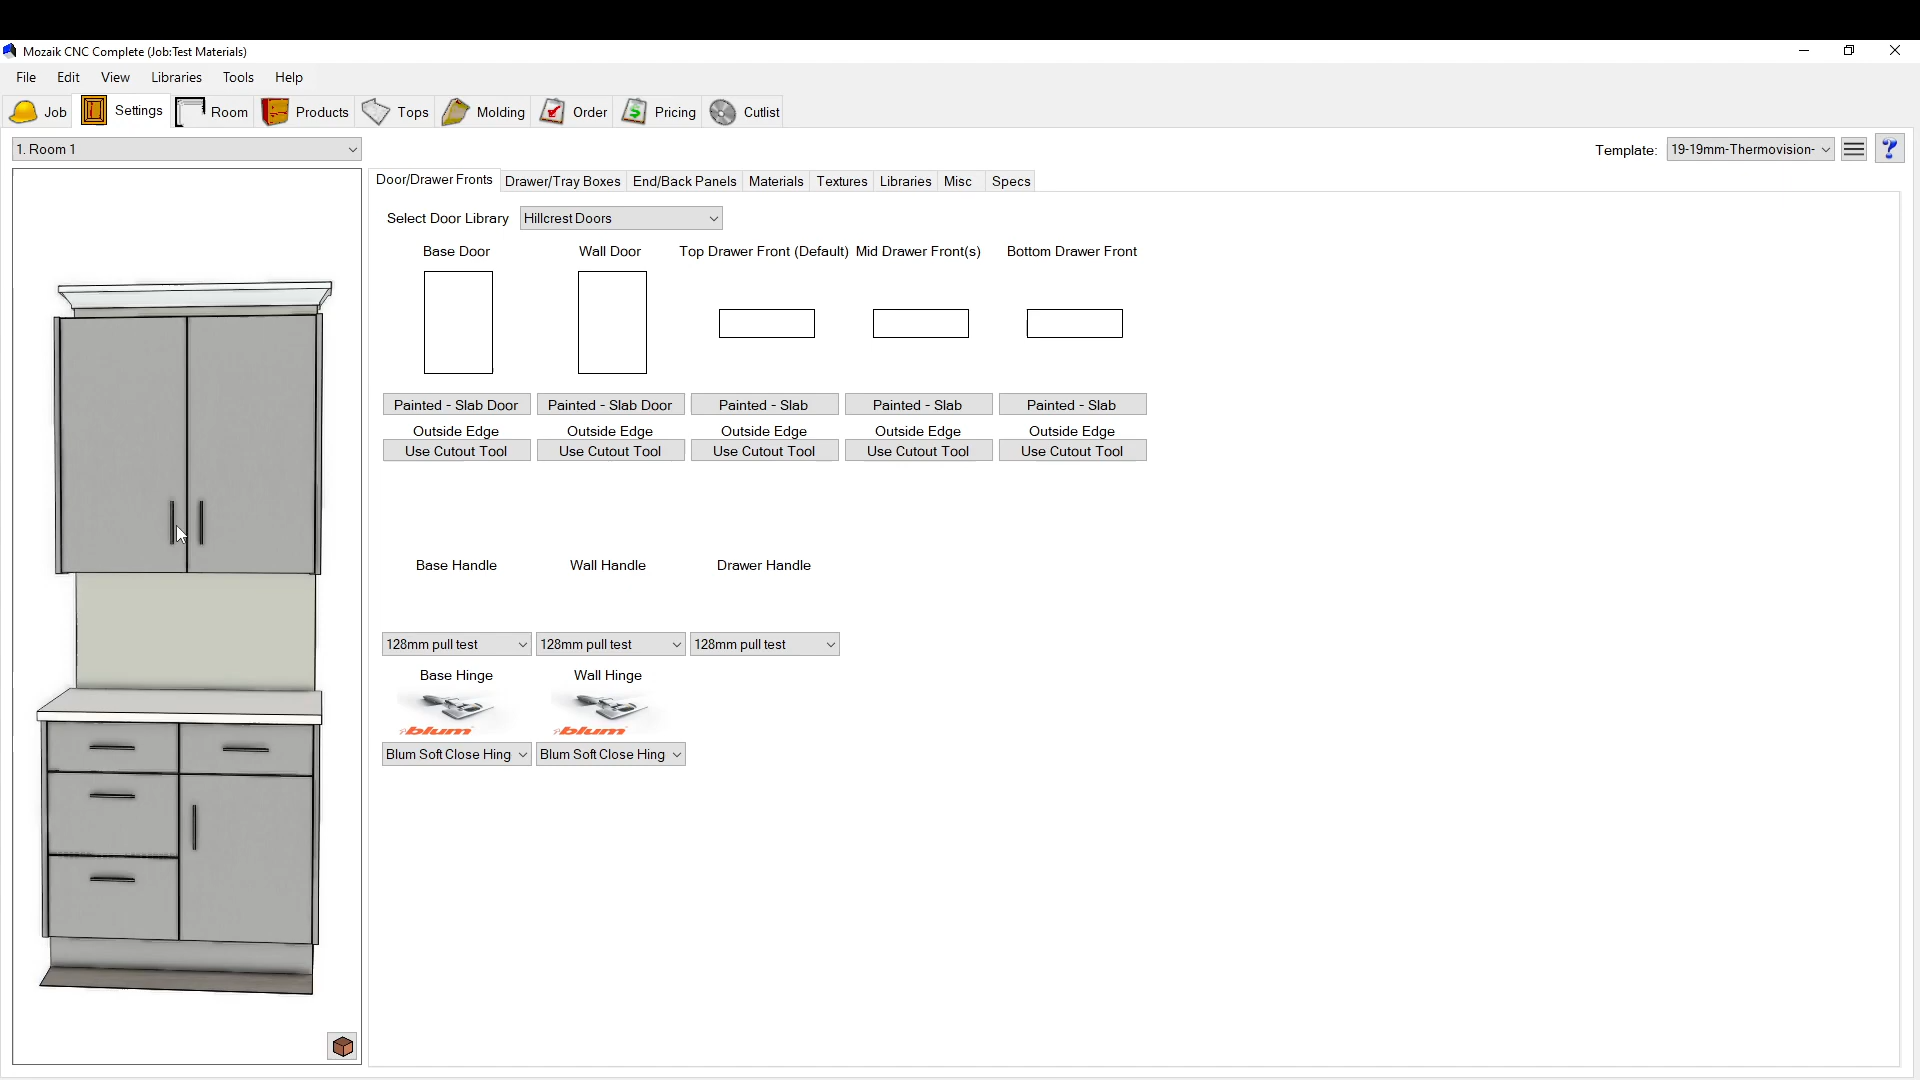 Mozaik CNC Complete (Job:Test Materials)
File Edit View Libraries Tools Help
Job Settings Room Products Tops Molding Order Pricing Cutlist
1. Room 1
Template: 19-19mm-Thermovision-
Door/Drawer Fronts Drawer/Tray Boxes End/Back Panels Materials Textures Libraries Misc Specs
Select Door Library Hillcrest Doors
Base Door Wall Door Top Drawer Front (Default) Mid Drawer Front(s) Bottom Drawer Front
Painted - Slab Door Painted - Slab Door Painted - Slab Painted - Slab Painted - Slab
Outside Edge Outside Edge Outside Edge Outside Edge Outside Edge
Use Cutout Tool Use Cutout Tool Use Cutout Tool Use Cutout Tool Use Cutout Tool
Base Handle Wall Handle Drawer Handle
128mm pull test 128mm pull test 128mm pull test
Base Hinge Wall Hinge
blum blum
Blum Soft Close Hing Blum Soft Close Hing